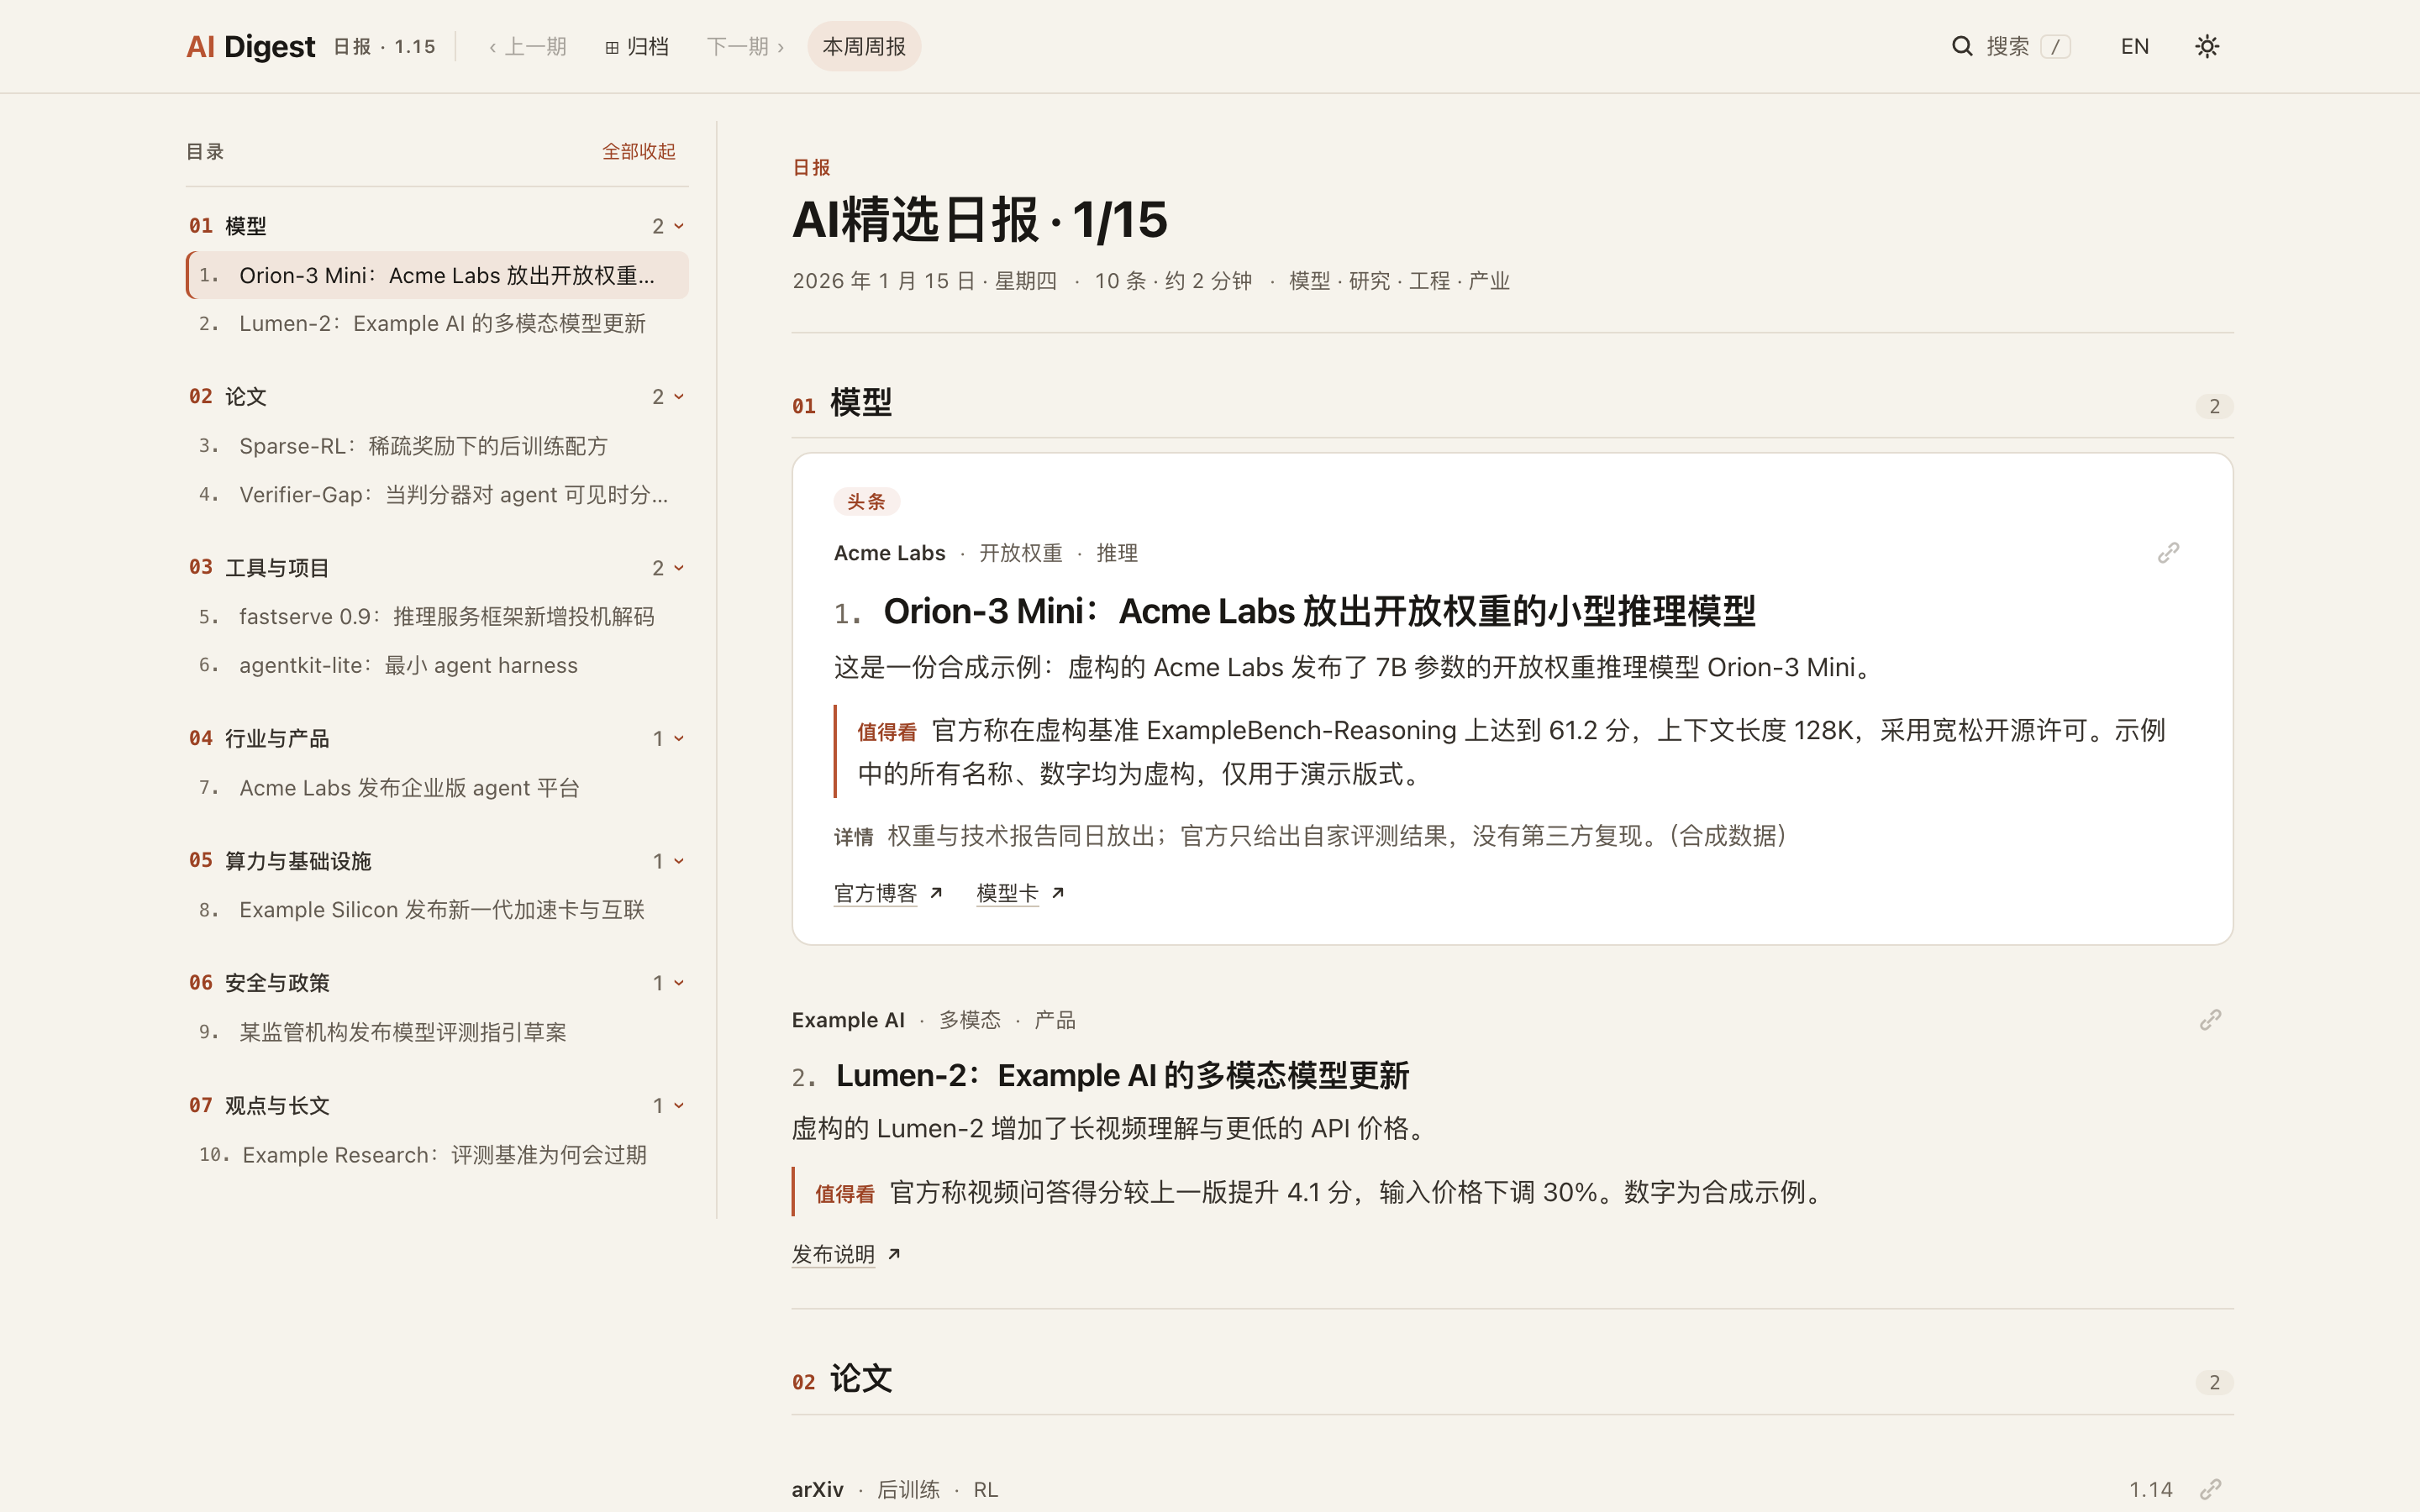 AI Digest 日报 · 1.15 ‹ 上一期 归档 下一期 › 本周周报 搜索 / EN
目录 全部收起
01 模型 2
1. Orion-3 Mini：Acme Labs 放出开放权重...
2. Lumen-2：Example AI 的多模态模型更新
02 论文 2
3. Sparse-RL：稀疏奖励下的后训练配方
4. Verifier-Gap：当判分器对 agent 可见时分...
03 工具与项目 2
5. fastserve 0.9：推理服务框架新增投机解码
6. agentkit-lite：最小 agent harness
04 行业与产品 1
7. Acme Labs 发布企业版 agent 平台
05 算力与基础设施 1
8. Example Silicon 发布新一代加速卡与互联
06 安全与政策 1
9. 某监管机构发布模型评测指引草案
07 观点与长文 1
10. Example Research：评测基准为何会过期
日报
AI精选日报 · 1/15
2026 年 1 月 15 日 · 星期四 · 10 条 · 约 2 分钟 · 模型 · 研究 · 工程 · 产业
01 模型 2
头条
Acme Labs · 开放权重 · 推理
1. Orion-3 Mini：Acme Labs 放出开放权重的小型推理模型
这是一份合成示例：虚构的 Acme Labs 发布了 7B 参数的开放权重推理模型 Orion-3 Mini。
值得看 官方称在虚构基准 ExampleBench-Reasoning 上达到 61.2 分，上下文长度 128K，采用宽松开源许可。示例
中的所有名称、数字均为虚构，仅用于演示版式。
详情 权重与技术报告同日放出；官方只给出自家评测结果，没有第三方复现。（合成数据）
官方博客 ↗ 模型卡 ↗
Example AI · 多模态 · 产品
2. Lumen-2：Example AI 的多模态模型更新
虚构的 Lumen-2 增加了长视频理解与更低的 API 价格。
值得看 官方称视频问答得分较上一版提升 4.1 分，输入价格下调 30%。数字为合成示例。
发布说明 ↗
02 论文 2
arXiv · 后训练 · RL 1.14